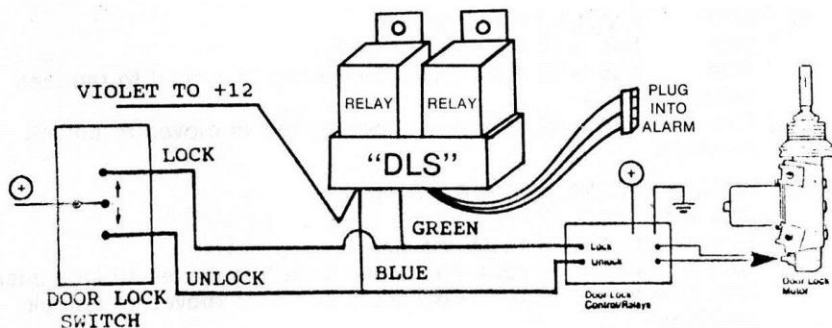 RELAY
RELAY
PLUG
INTO
ALARM
VIOLET TO +12
"DLS"
LOCK
GREEN
Lock
Unlock
UNLOCK
BLUE
DOOR LOCK
SWITCH
Door Lock
Control/Relays
Door Lock
Motor